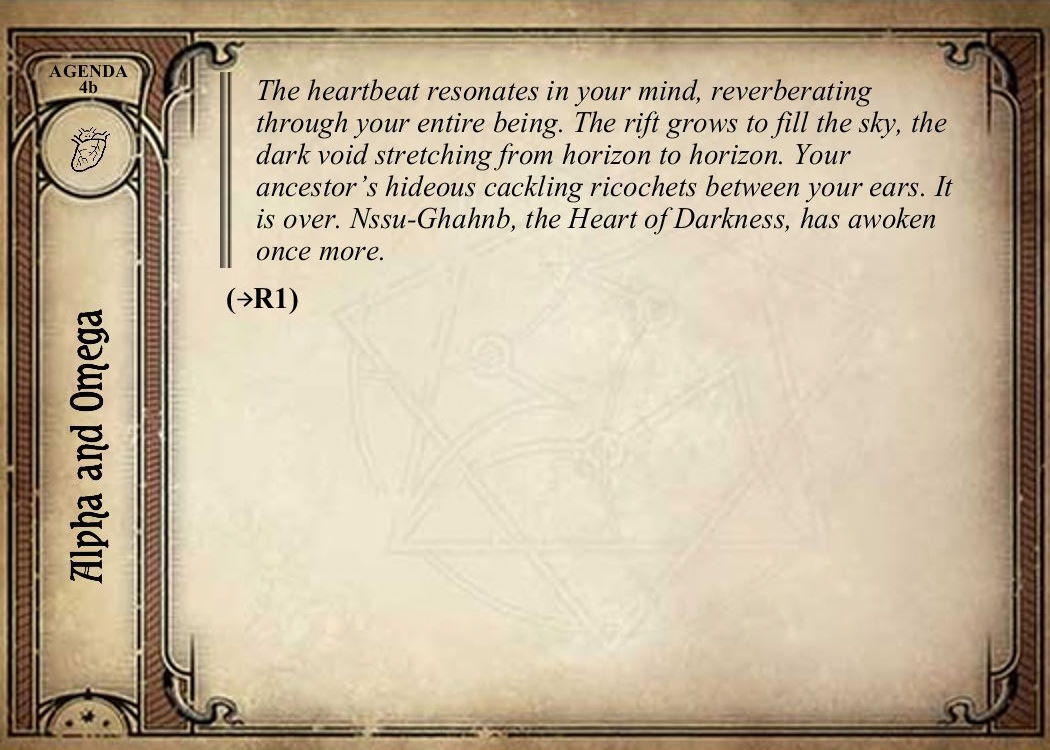 AGENDA
4b
Alpha and Omega
The heartbeat resonates in your mind, reverberating
through your entire being. The rift grows to fill the sky, the
dark void stretching from horizon to horizon. Your
ancestor’s hideous cackling ricochets between your ears. It
is over. Nssu-Ghahnb, the Heart of Darkness, has awoken
once more.
(→R1)